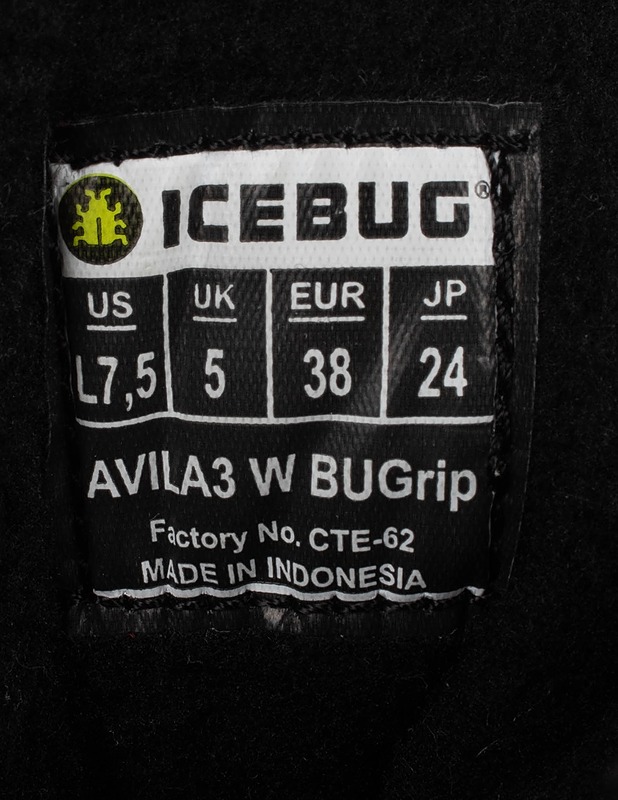 ICEBUG®
US UK EUR JP
L7,5 5 38 24
AVILA3 W BUGrip
Factory No. CTE-62
MADE IN INDONESIA